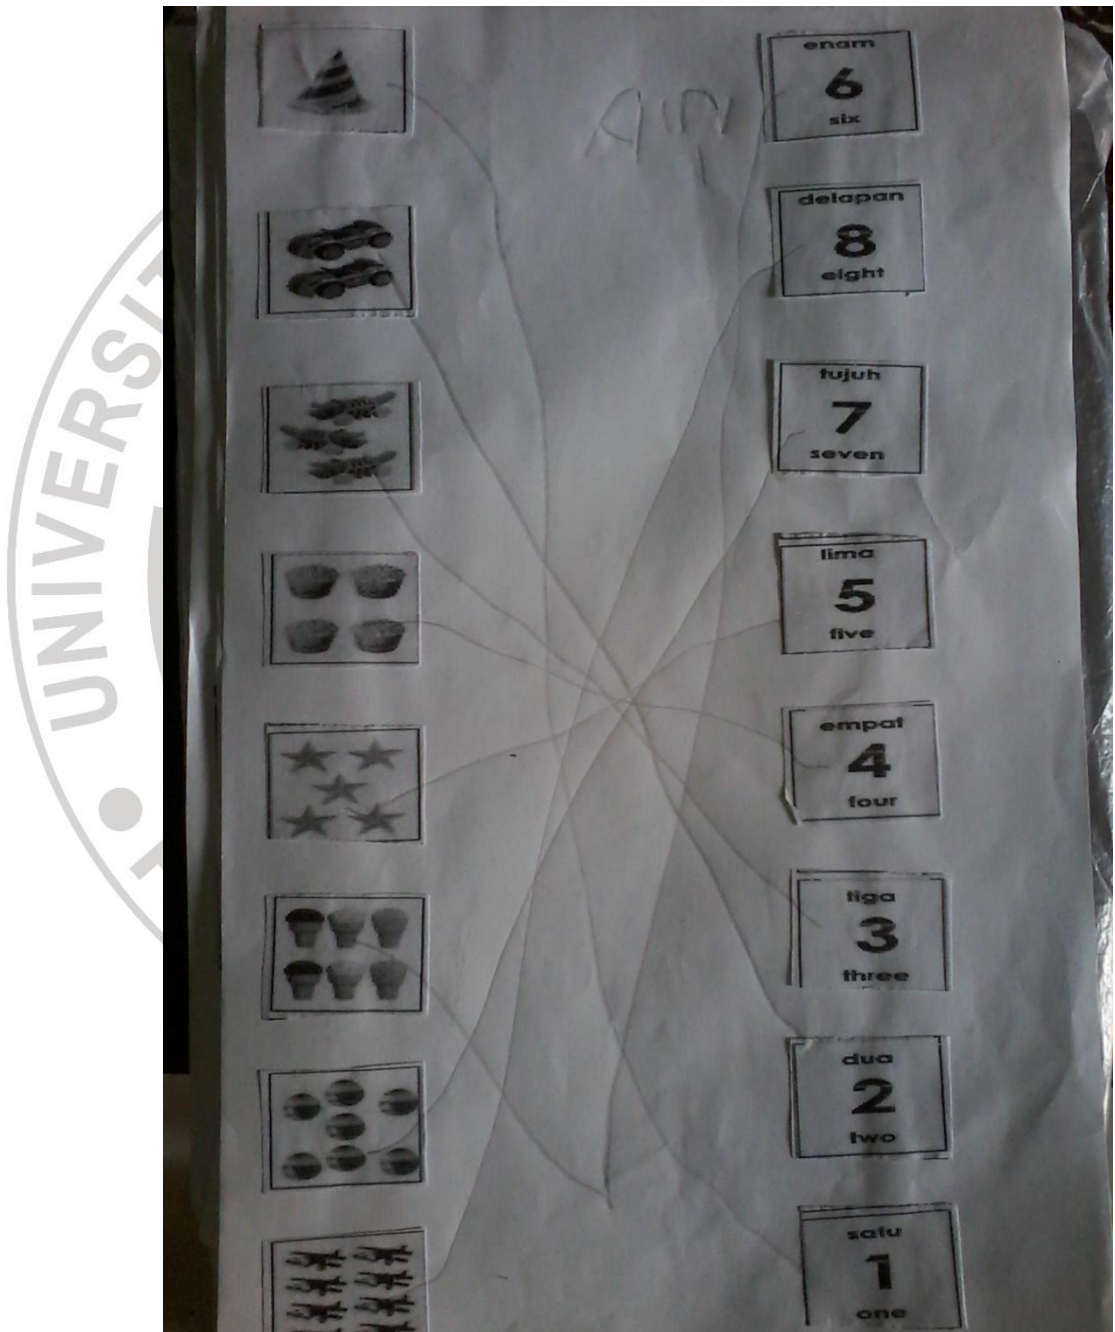 AIN
enam
6
six
delapan
8
eight
tujuh
7
seven
lima
5
five
empat
4
four
tiga
3
three
dua
2
two
satu
1
one